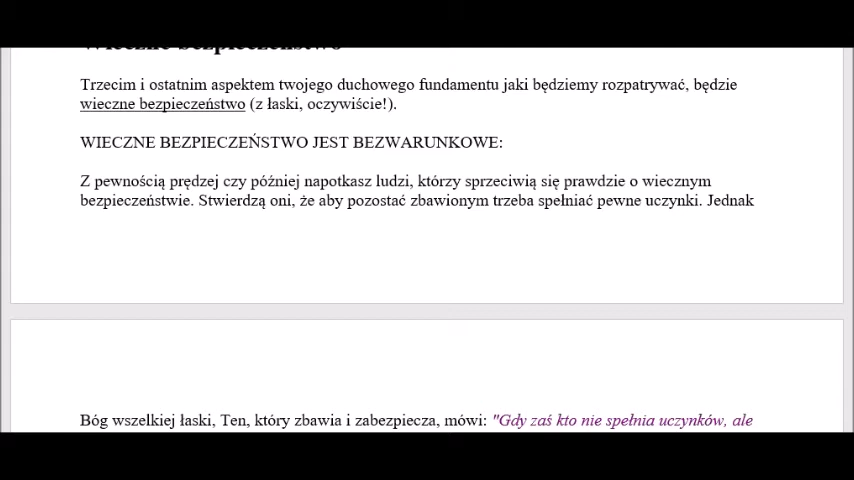 Wieczne bezpieczeństwo
Trzecim i ostatnim aspektem twojego duchowego fundamentu jaki będziemy rozpatrywać, będzie
wieczne bezpieczeństwo (z łaski, oczywiście!).
WIECZNE BEZPIECZEŃSTWO JEST BEZWARUNKOWE:
Z pewnością prędzej czy później napotkasz ludzi, którzy sprzeciwią się prawdzie o wiecznym
bezpieczeństwie. Stwierdzą oni, że aby pozostać zbawionym trzeba spełniać pewne uczynki. Jednak
Bóg wszelkiej łaski, Ten, który zbawia i zabezpiecza, mówi: "Gdy zaś kto nie spełnia uczynków, ale